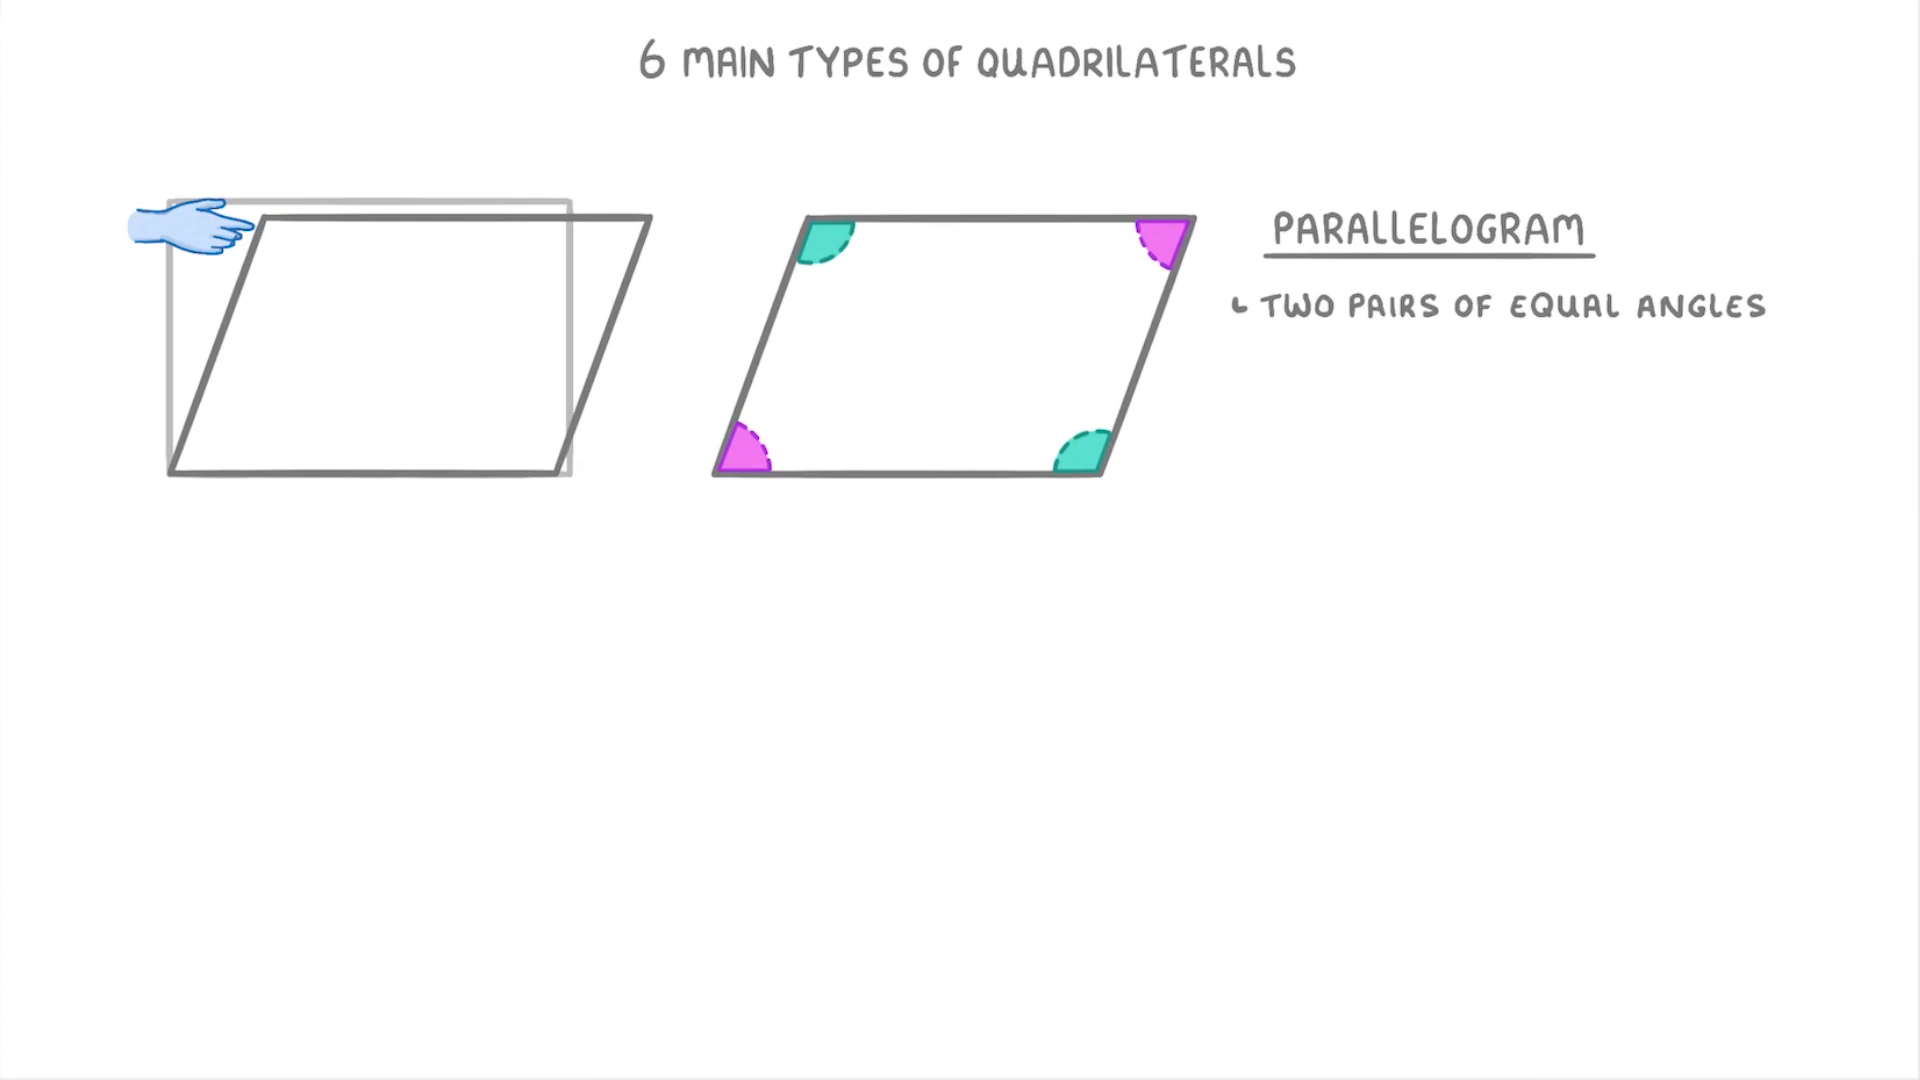 6 MAIN TYPES OF QUADRILATERALS
PARALLELOGRAM
TWO PAIRS OF EQUAL ANGLES